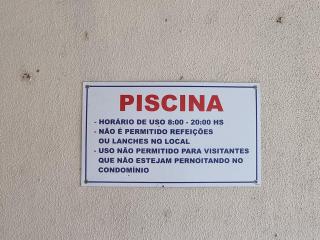 PISCINA
- HORÁRIO DE USO 8:00 - 20:00 HS
- NÃO É PERMITIDO REFEIÇÕES
OU LANCHES NO LOCAL
- USO NÃO PERMITIDO PARA VISITANTES
QUE NÃO ESTEJAM PERNOITANDO NO
CONDOMÍNIO